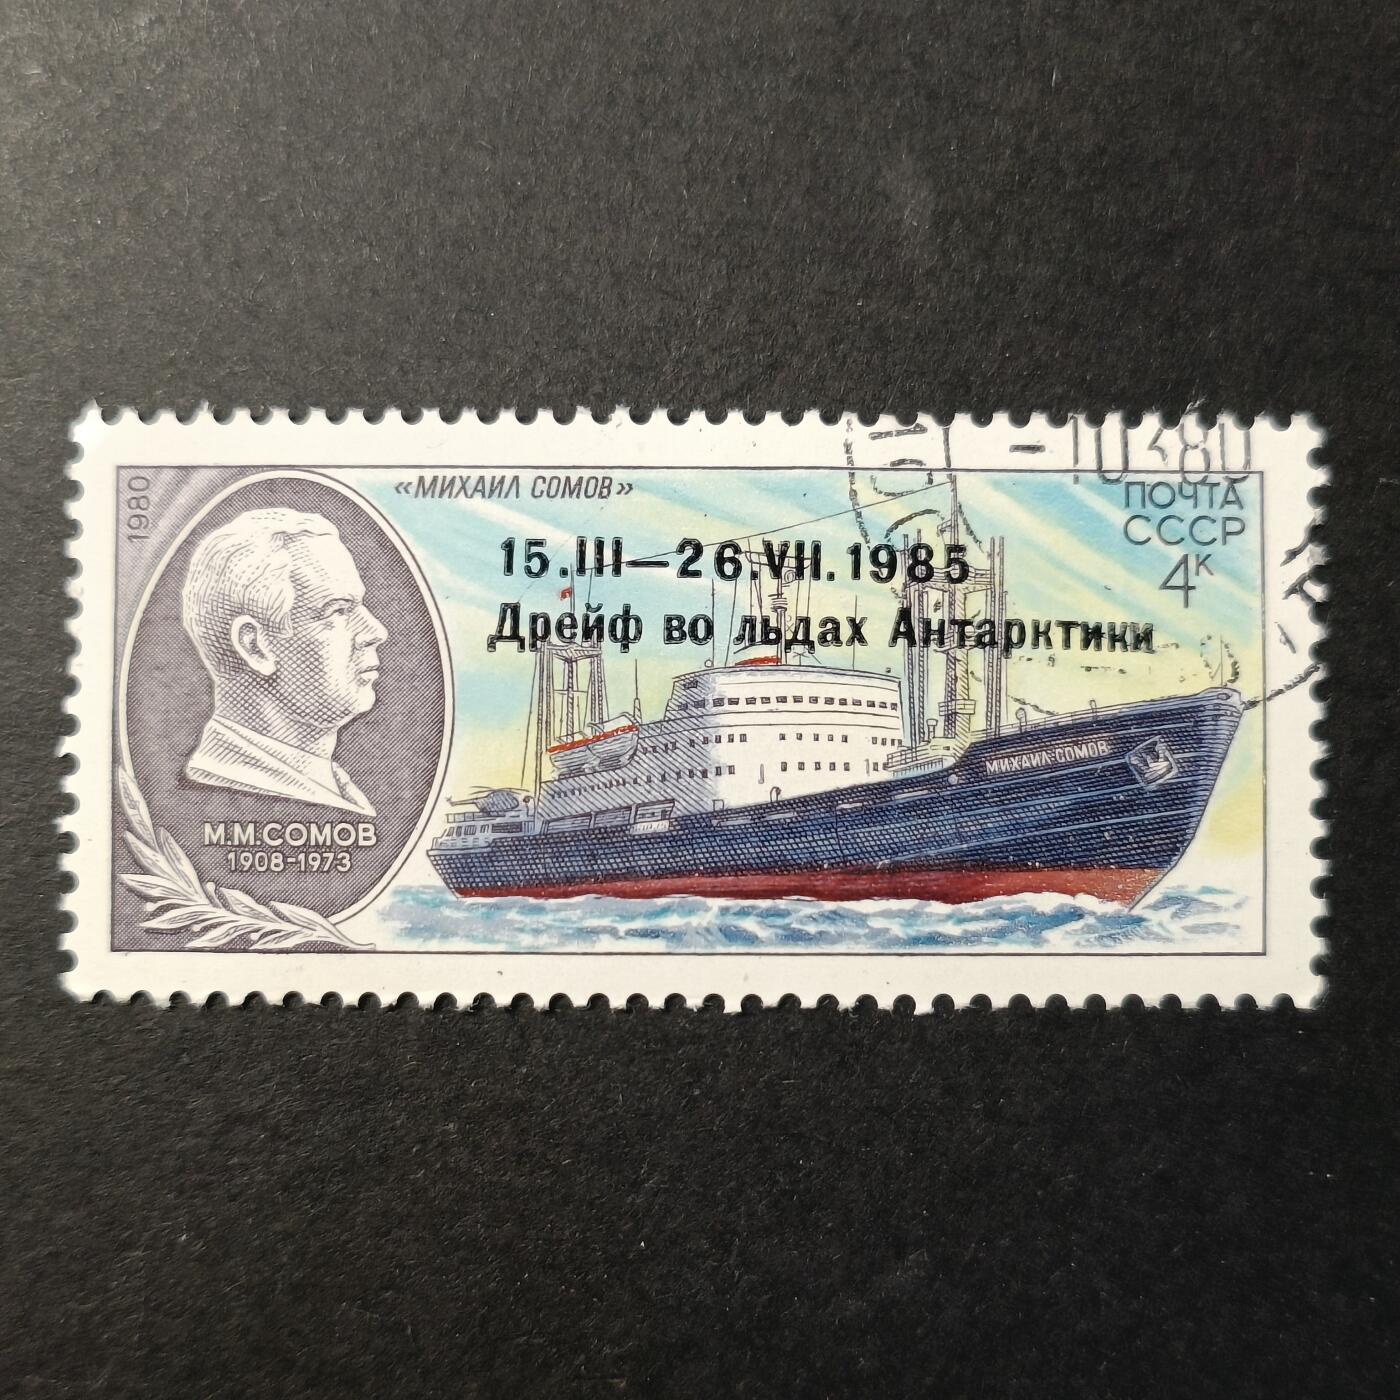 1980
«МИХАИЛ СОМОВ»
-10380
ПОЧТА
СССР
4к
15.III—26.VII.1985
Дрейф во льдах Антарктики
МИХАИЛ СОМОВ
М.М.СОМОВ
1908-1973